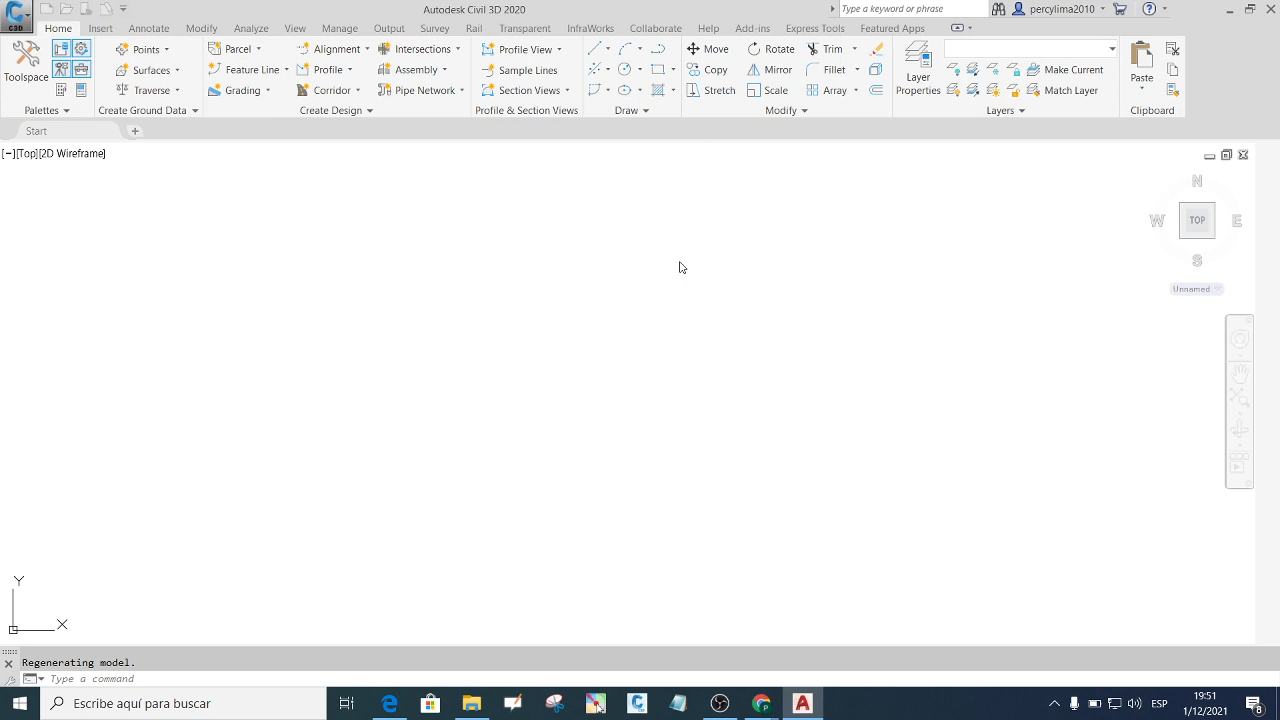 C3D
Autodesk Civil 3D 2020
Type a keyword or phrase
percylima2010
Home Insert Annotate Modify Analyze View Manage Output Survey Rail Transparent InfraWorks Collaborate Help Add-ins Express Tools Featured Apps
Toolspace
Palettes
Points
Surfaces
Traverse
Create Ground Data
Parcel
Feature Line
Grading
Alignment
Profile
Corridor
Intersections
Assembly
Pipe Network
Create Design
Profile View
Sample Lines
Section Views
Profile & Section Views
Draw
Move
Copy
Stretch
Rotate
Mirror
Scale
Trim
Fillet
Array
Modify
Layer
Properties
Make Current
Match Layer
Layers
Paste
Clipboard
Start
[−][Top][2D Wireframe]
N
W TOP E
S
Unnamed
Y
X
Regenerating model.
Type a command
Escribe aquí para buscar
ESP
19:51
1/12/2021
8